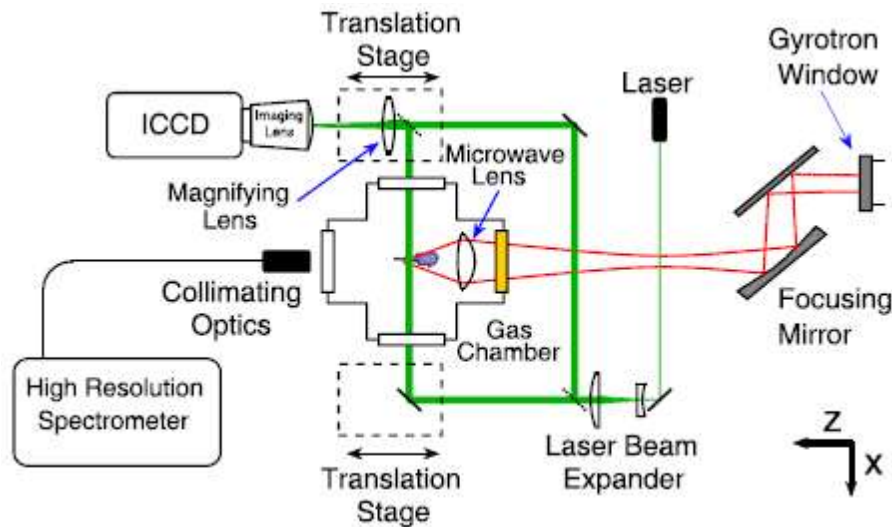 Translation
Stage
Gyrotron
Window
Laser
ICCD
Imaging
Lens
Microwave
Lens
Magnifying
Lens
Collimating
Optics
Gas
Chamber
Focusing
Mirror
High Resolution
Spectrometer
Laser Beam
Expander
Translation
Stage
Z
X